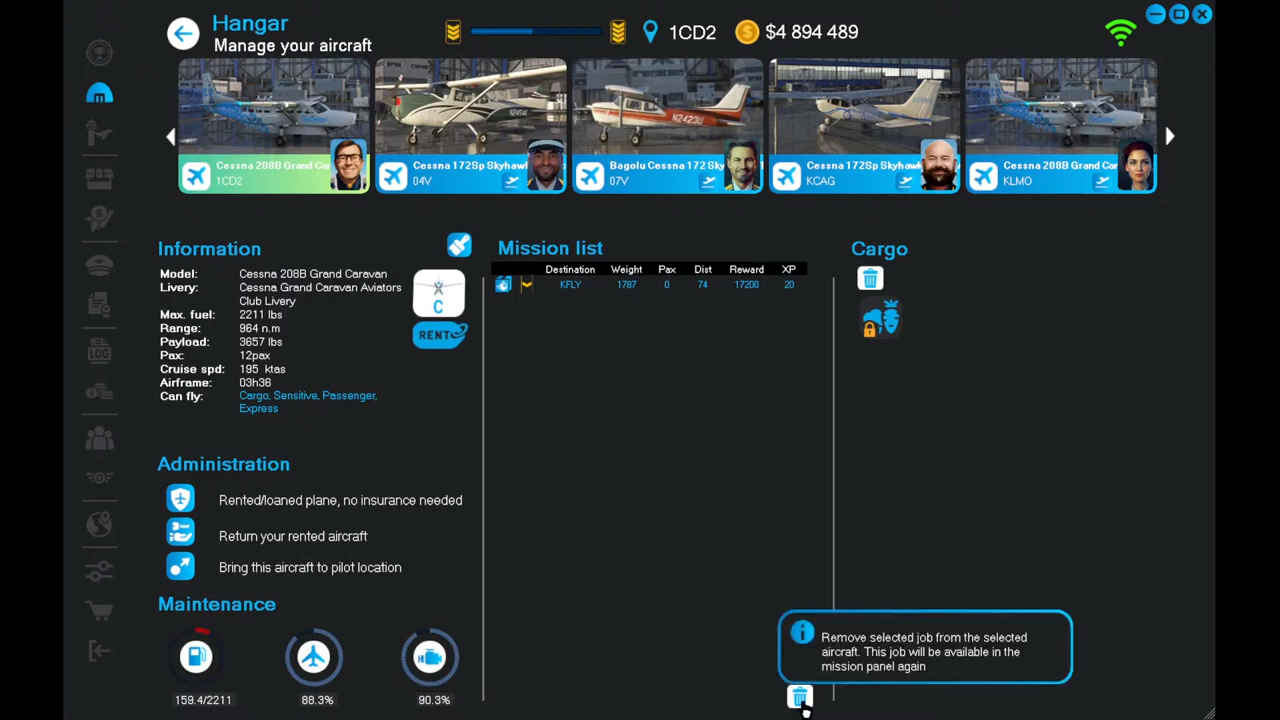 Hangar
Manage your aircraft
1CD2
$4 894 489
Cessna 208B Grand Car
1CD2
Cessna 172Sp Skyhawk
04V
N2423U
Bagolu Cessna 172 Sky
07V
Cessna 172Sp Skyhawk
KCAG
Cessna 208B Grand Car
KLMO
Information
Model: Cessna 208B Grand Caravan
Livery: Cessna Grand Caravan Aviators
Club Livery
Max. fuel: 2211 lbs
Range: 964 n.m
Payload: 3657 lbs
Pax: 12pax
Cruise spd: 195 ktas
Airframe: 03h36
Can fly: Cargo, Sensitive, Passenger,
Express
C
RENT
Administration
Rented/loaned plane, no insurance needed
Return your rented aircraft
Bring this aircraft to pilot location
Maintenance
159.4/2211
88.3%
90.3%
Mission list
Destination Weight Pax Dist Reward XP
KFLY 1787 0 74 17200 20
Cargo
Remove selected job from the selected
aircraft. This job will be available in the
mission panel again
LOG